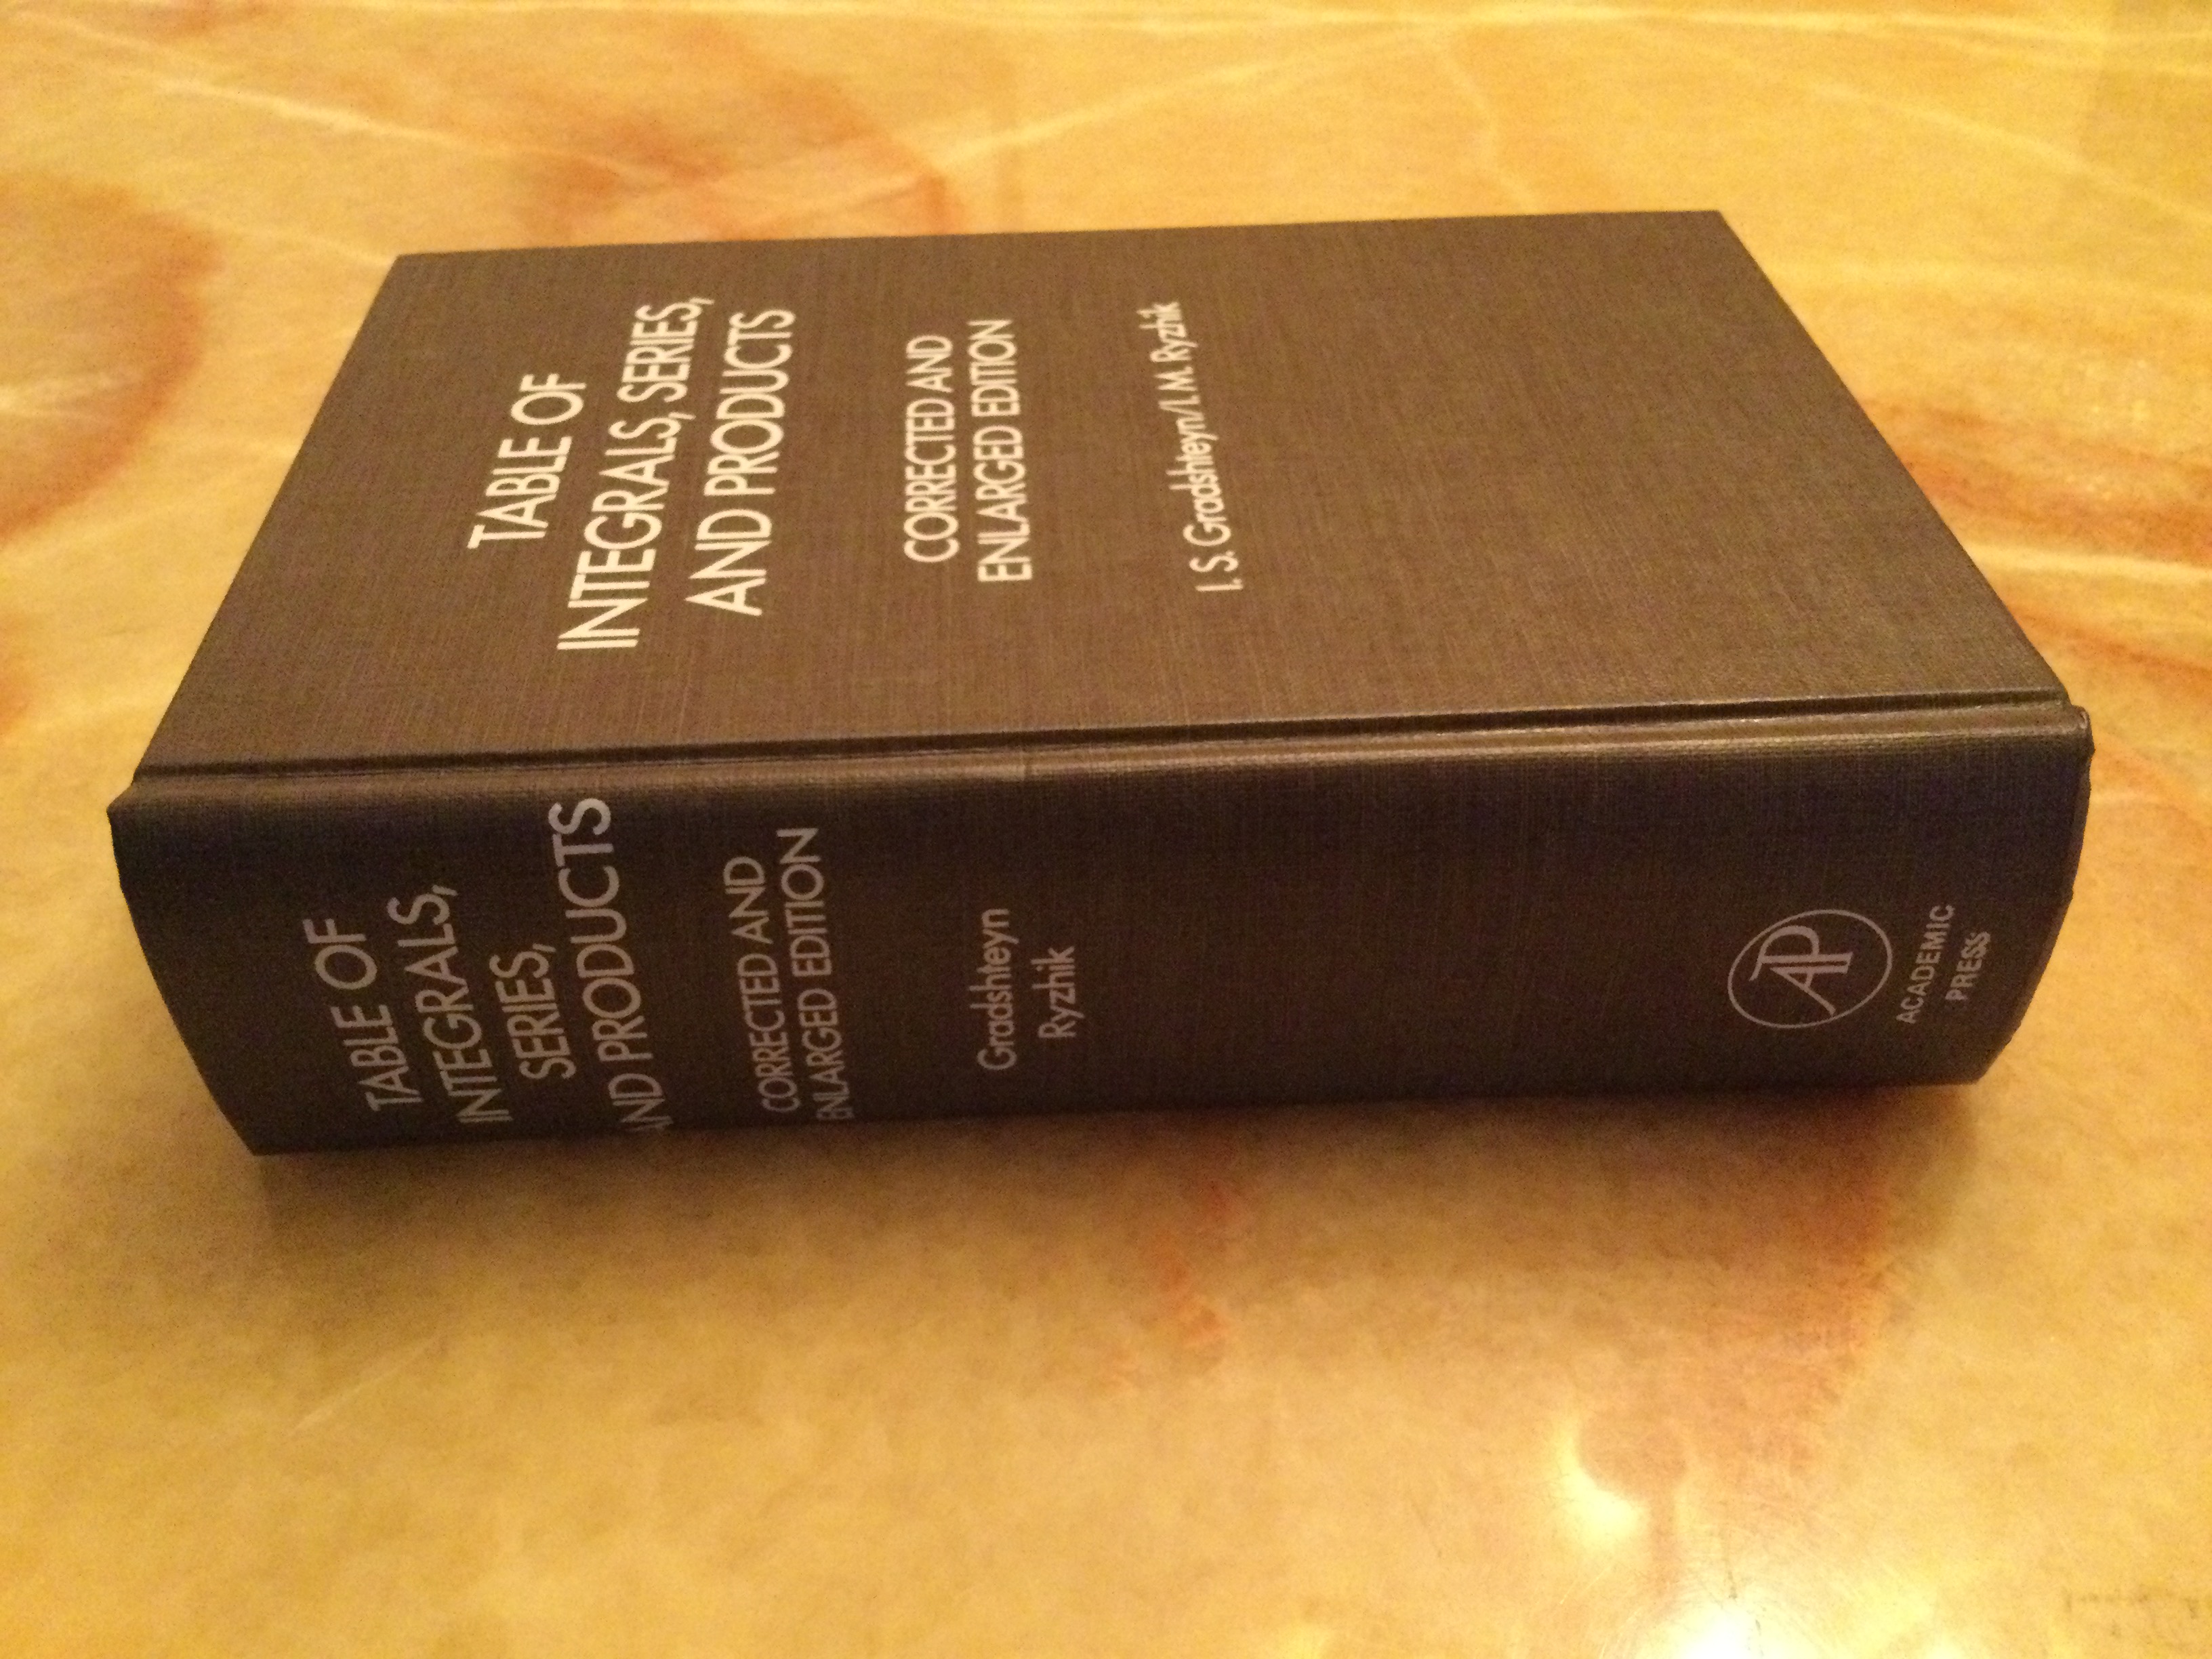 TABLE OF
INTEGRALS, SERIES,
AND PRODUCTS
CORRECTED AND
ENLARGED EDITION
I. S. Gradshteyn/I. M. Ryzhik
TABLE OF
INTEGRALS,
SERIES,
AND PRODUCTS
CORRECTED AND
ENLARGED EDITION
Gradshteyn
Ryzhik
AP
ACADEMIC
PRESS